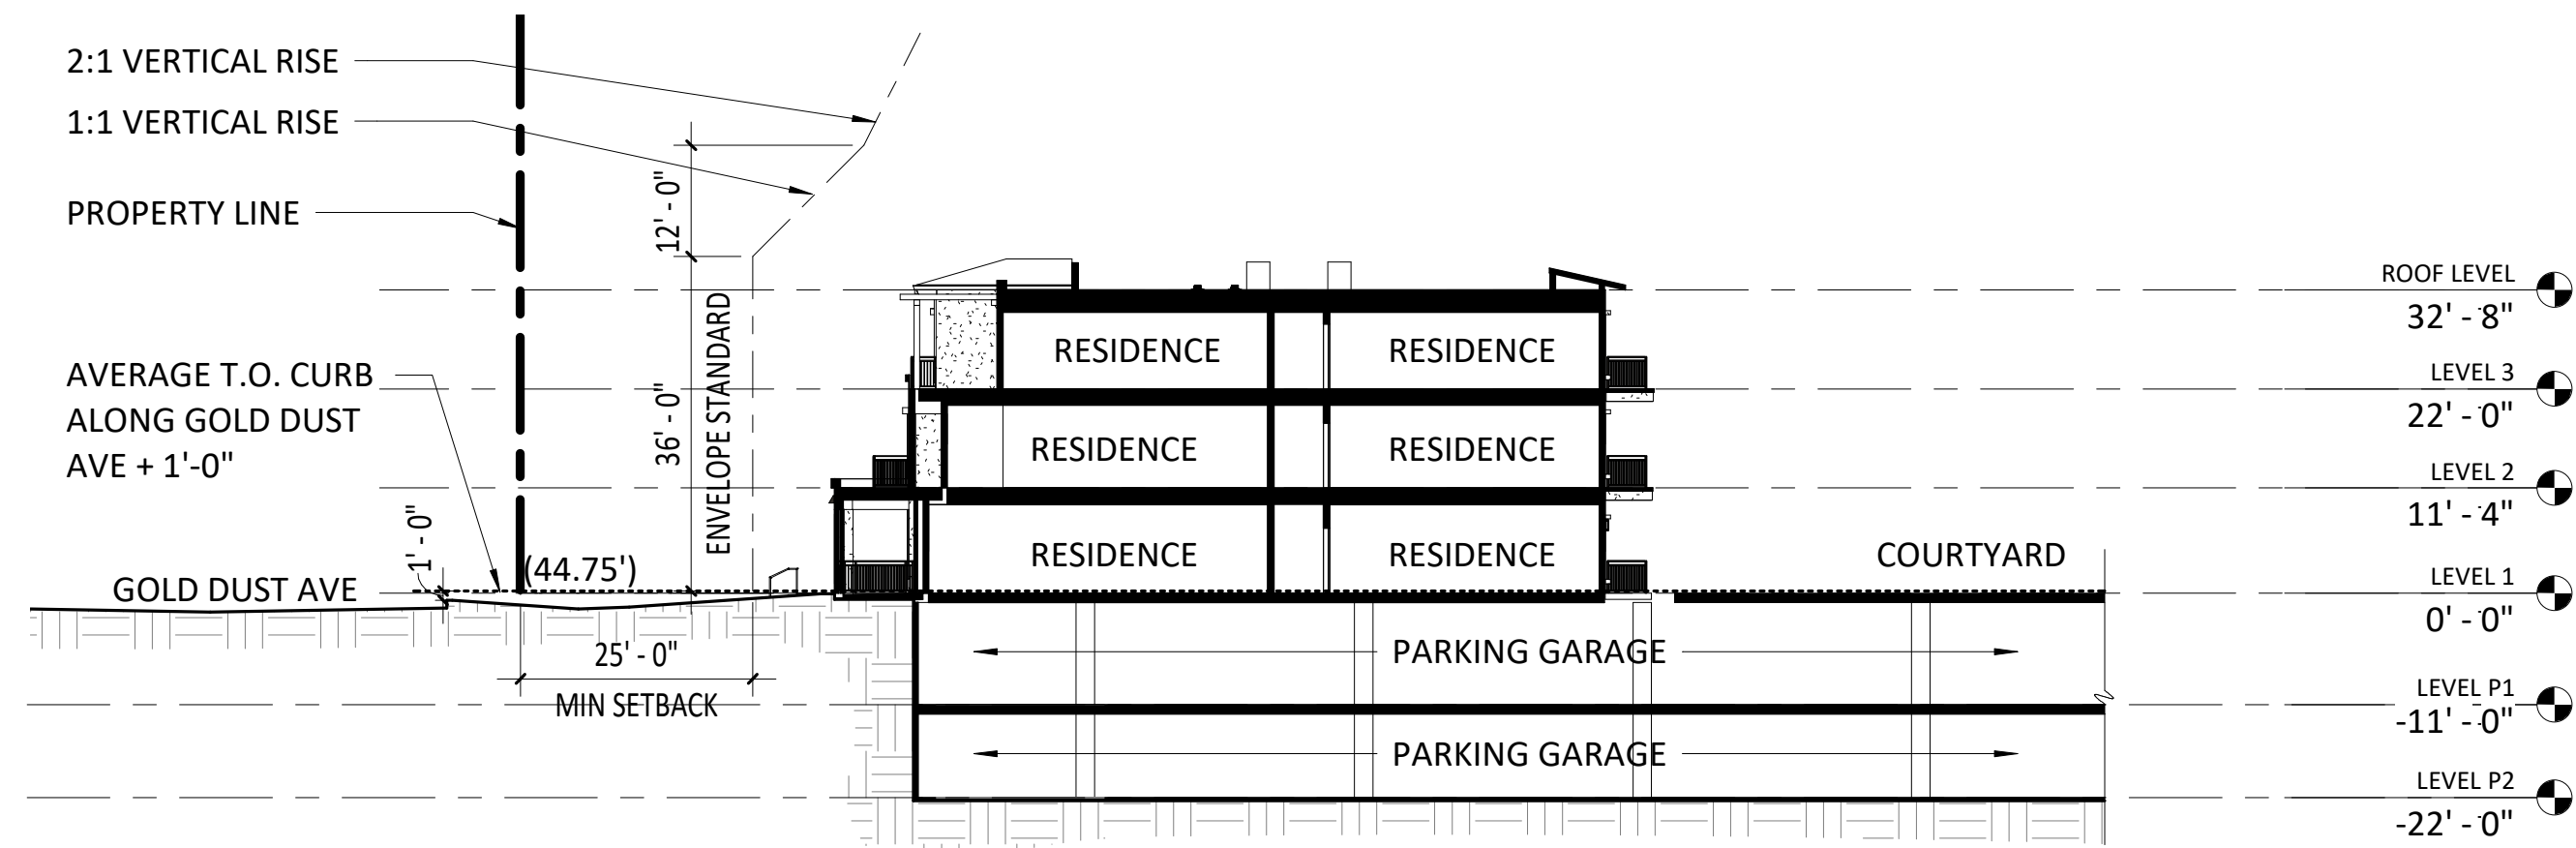 2:1 VERTICAL RISE
1:1 VERTICAL RISE
PROPERTY LINE
AVERAGE T.O. CURB
ALONG GOLD DUST
AVE + 1'-0"
GOLD DUST AVE
1' - 0"
(44.75')
12' - 0"
36' - 0"
ENVELOPE STANDARD
25' - 0"
MIN SETBACK
RESIDENCE RESIDENCE
RESIDENCE RESIDENCE
RESIDENCE RESIDENCE
COURTYARD
PARKING GARAGE
PARKING GARAGE
ROOF LEVEL
32' - 8"
LEVEL 3
22' - 0"
LEVEL 2
11' - 4"
LEVEL 1
0' - 0"
LEVEL P1
-11' - 0"
LEVEL P2
-22' - 0"